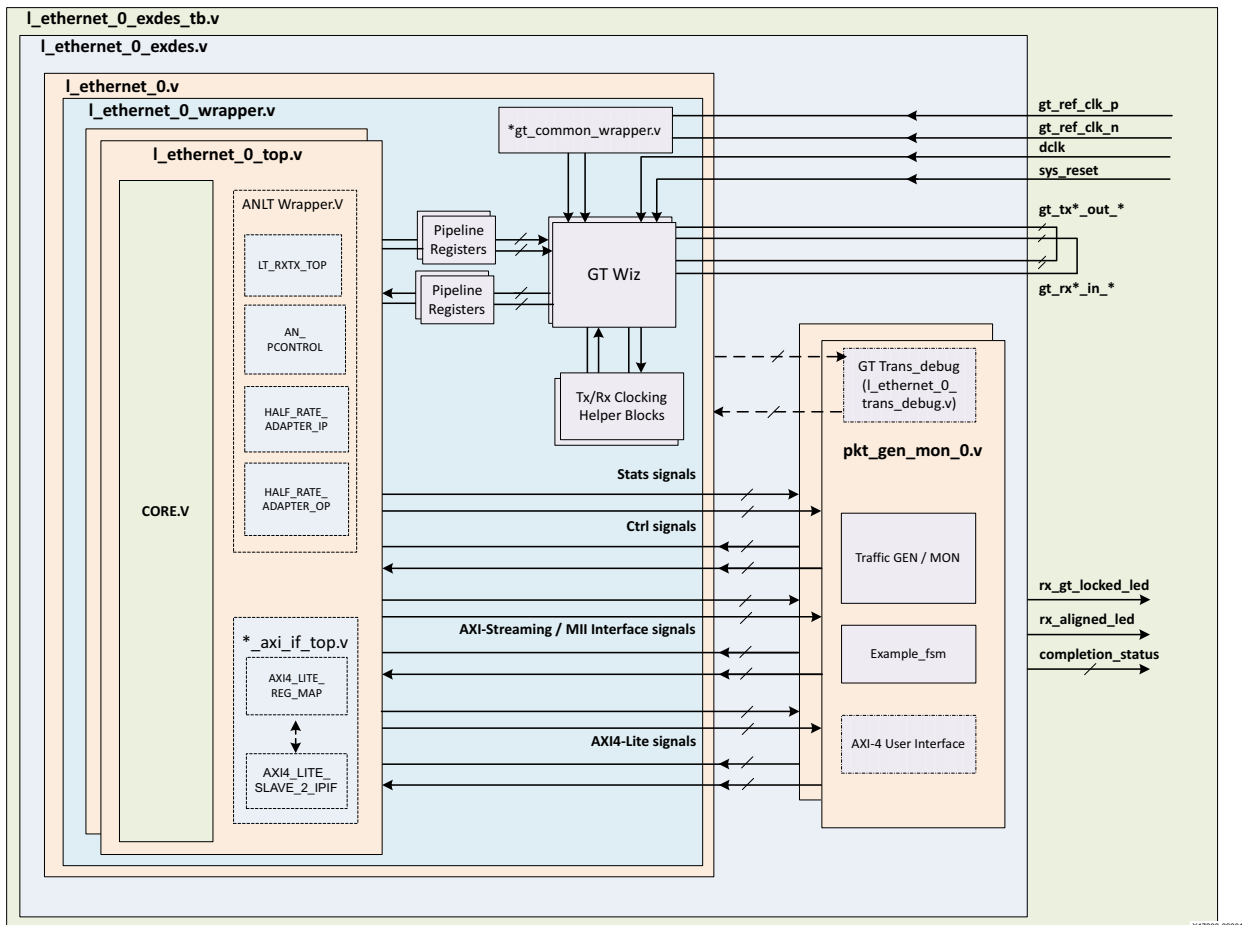 l_ethernet_0_exdes_tb.v
l_ethernet_0_exdes.v
l_ethernet_0.v
l_ethernet_0_wrapper.v
l_ethernet_0_top.v
CORE.V
ANLT Wrapper.V
LT_RXTX_TOP
AN_
PCONTROL
HALF_RATE_
ADAPTER_IP
HALF_RATE_
ADAPTER_OP
*_axi_if_top.v
AXI4_LITE_
REG_MAP
AXI4_LITE_
SLAVE_2_IPIF
Pipeline
Registers
Pipeline
Registers
*gt_common_wrapper.v
GT Wiz
Tx/Rx Clocking
Helper Blocks
Stats signals
Ctrl signals
AXI-Streaming / MII Interface signals
AXI4-Lite signals
GT Trans_debug
(l_ethernet_0_
trans_debug.v)
pkt_gen_mon_0.v
Traffic GEN / MON
Example_fsm
AXI-4 User Interface
gt_ref_clk_p
gt_ref_clk_n
dclk
sys_reset
gt_tx*_out_*
gt_rx*_in_*
rx_gt_locked_led
rx_aligned_led
completion_status